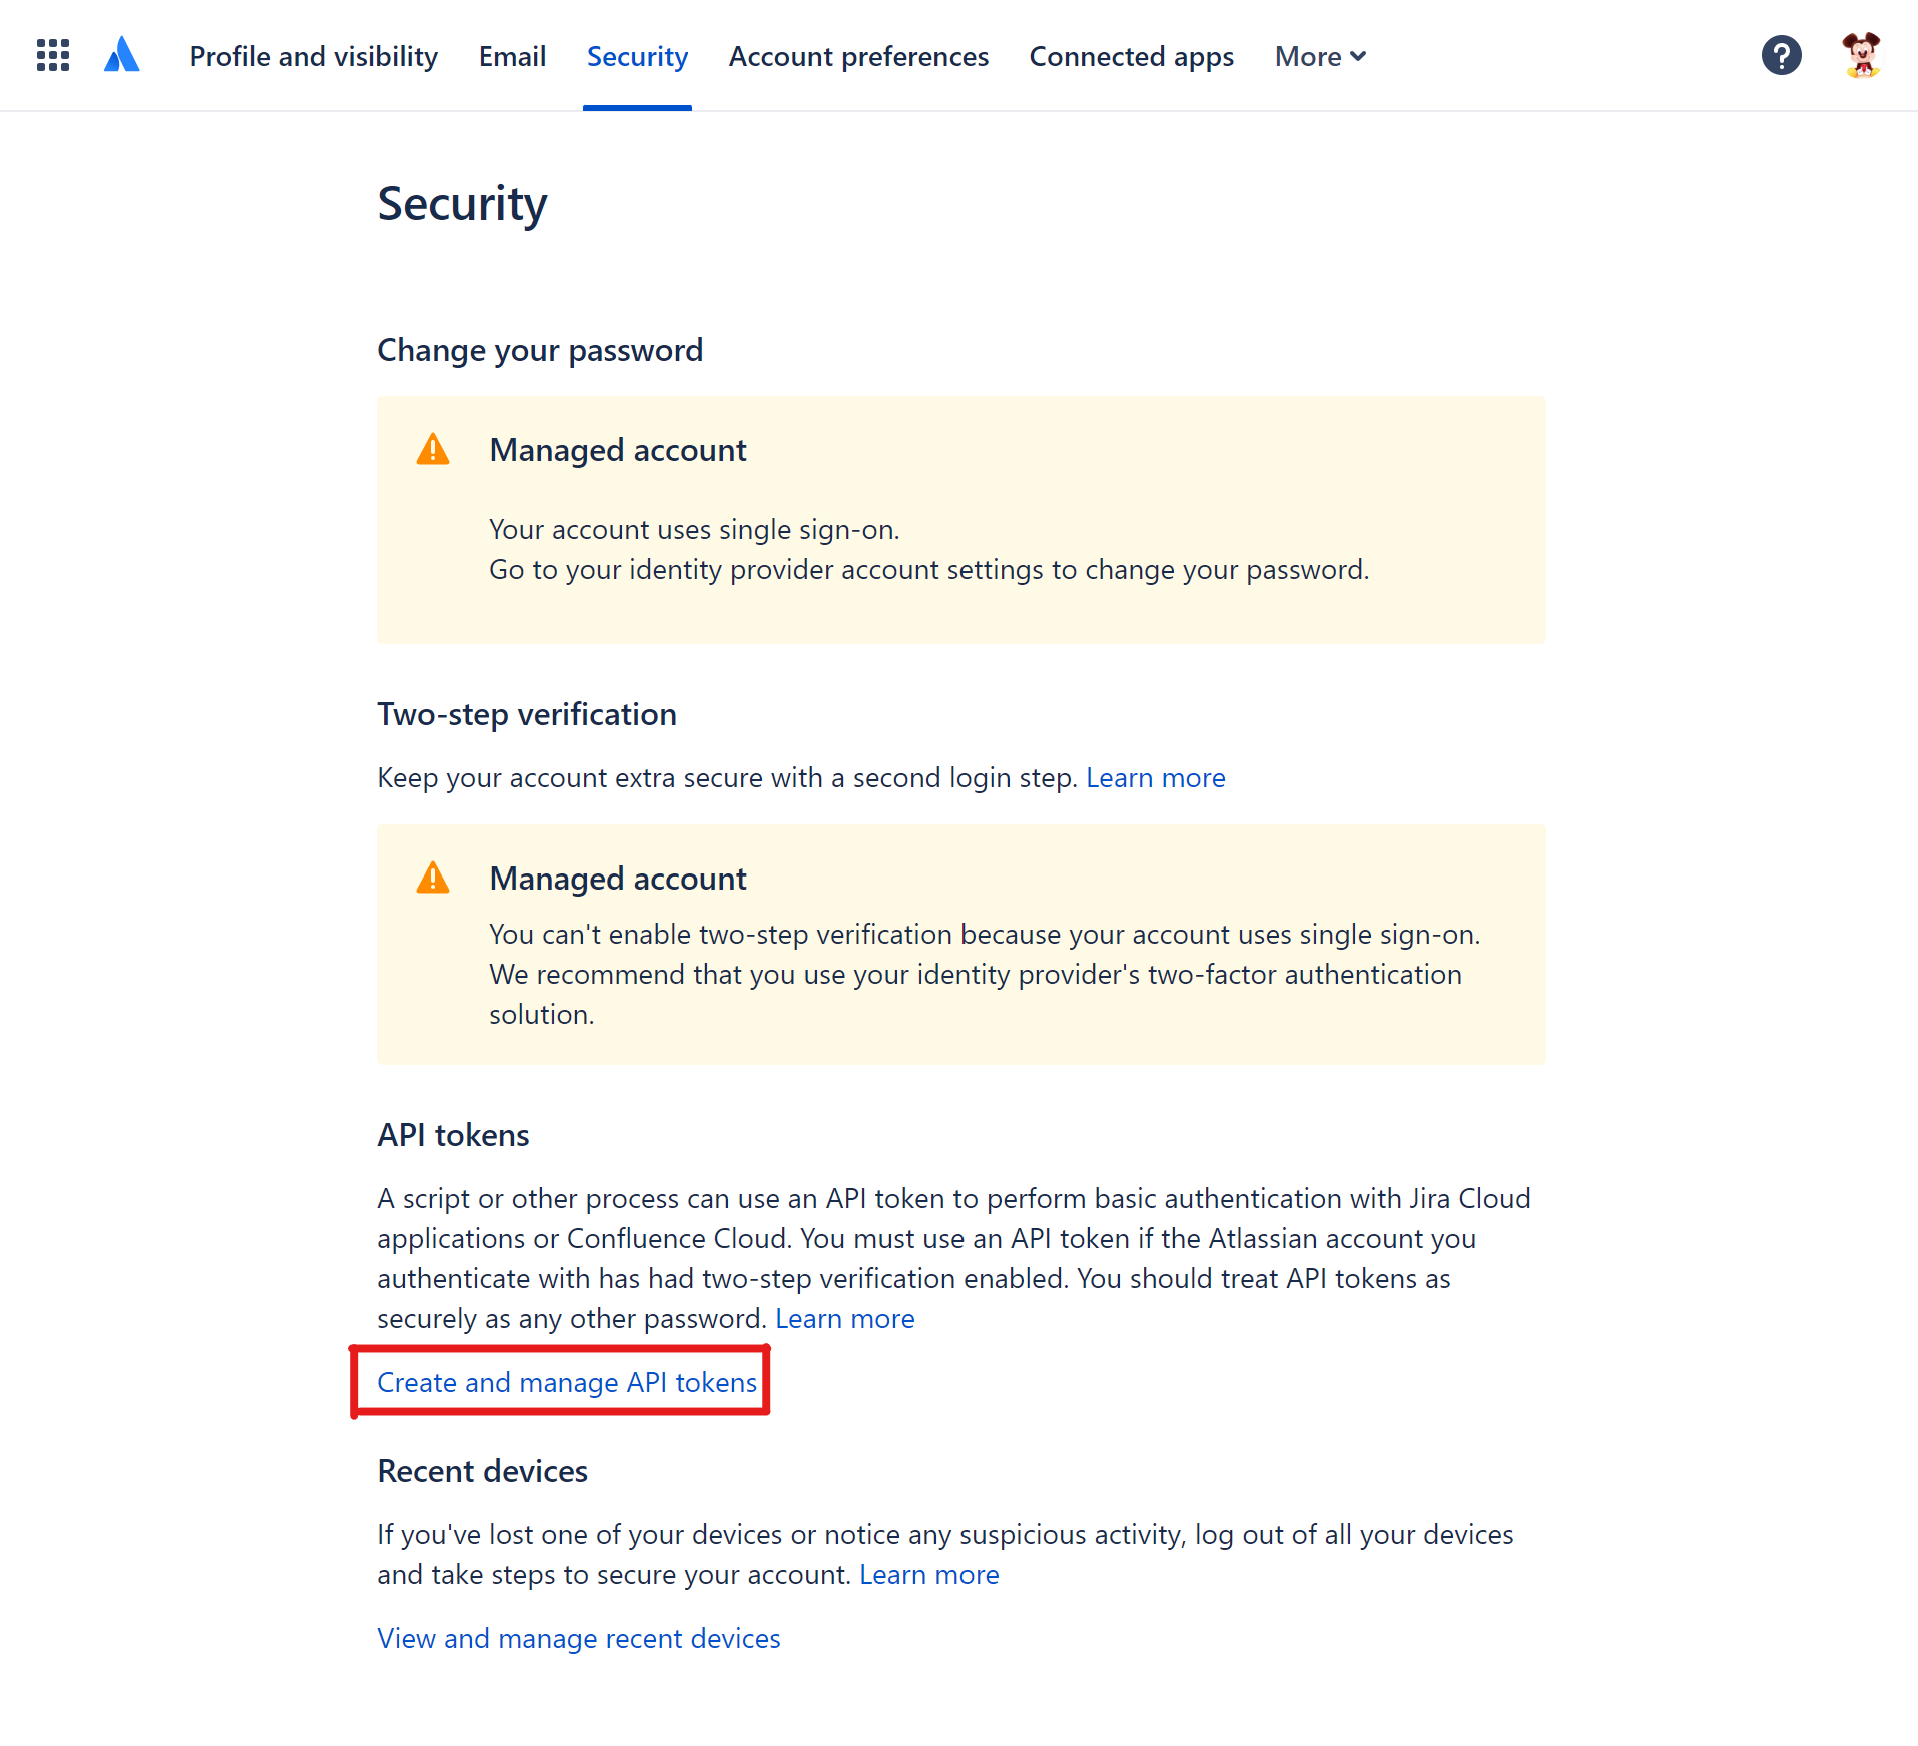 Profile and visibility Email Security Account preferences Connected apps More
Security
Change your password
Managed account
Your account uses single sign-on.
Go to your identity provider account settings to change your password.
Two-step verification
Keep your account extra secure with a second login step. Learn more
Managed account
You can't enable two-step verification because your account uses single sign-on.
We recommend that you use your identity provider's two-factor authentication
solution.
API tokens
A script or other process can use an API token to perform basic authentication with Jira Cloud
applications or Confluence Cloud. You must use an API token if the Atlassian account you
authenticate with has had two-step verification enabled. You should treat API tokens as
securely as any other password. Learn more
Create and manage API tokens
Recent devices
If you've lost one of your devices or notice any suspicious activity, log out of all your devices
and take steps to secure your account. Learn more
View and manage recent devices